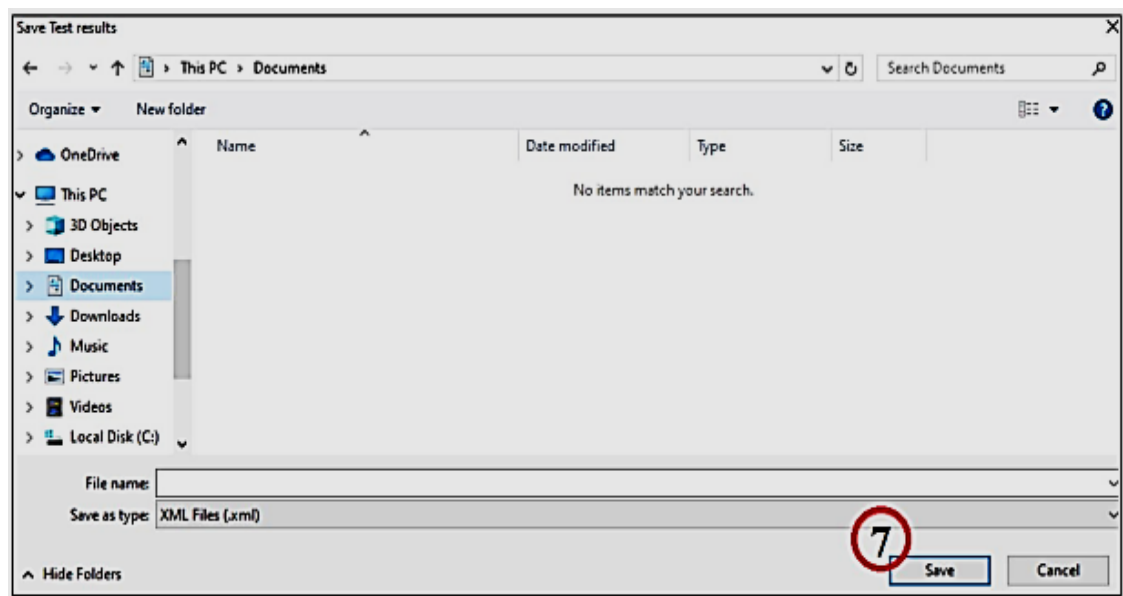 Save Test results
This PC › Documents
Search Documents
Organize
New folder
Name
Date modified
Type
Size
No items match your search.
OneDrive
This PC
3D Objects
Desktop
Documents
Downloads
Music
Pictures
Videos
Local Disk (C:)
File name:
Save as type: XML Files (.xml)
7
Hide Folders
Save
Cancel